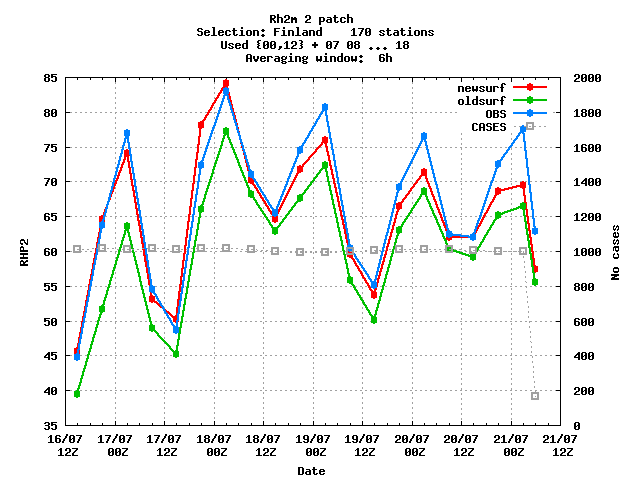 Rh2m 2 patch
Selection: Finland    170 stations
Used {00,12} + 07 08 ... 18
Averaging window:  6h
newsurf
oldsurf
OBS
CASES
85
80
75
70
65
60
55
50
45
40
35
RHP2
2000
1800
1600
1400
1200
1000
800
600
400
200
0
No cases
16/07 17/07 17/07 18/07 18/07 19/07 19/07 20/07 20/07 21/07 21/07
12Z 00Z 12Z 00Z 12Z 00Z 12Z 00Z 12Z 00Z 12Z
Date